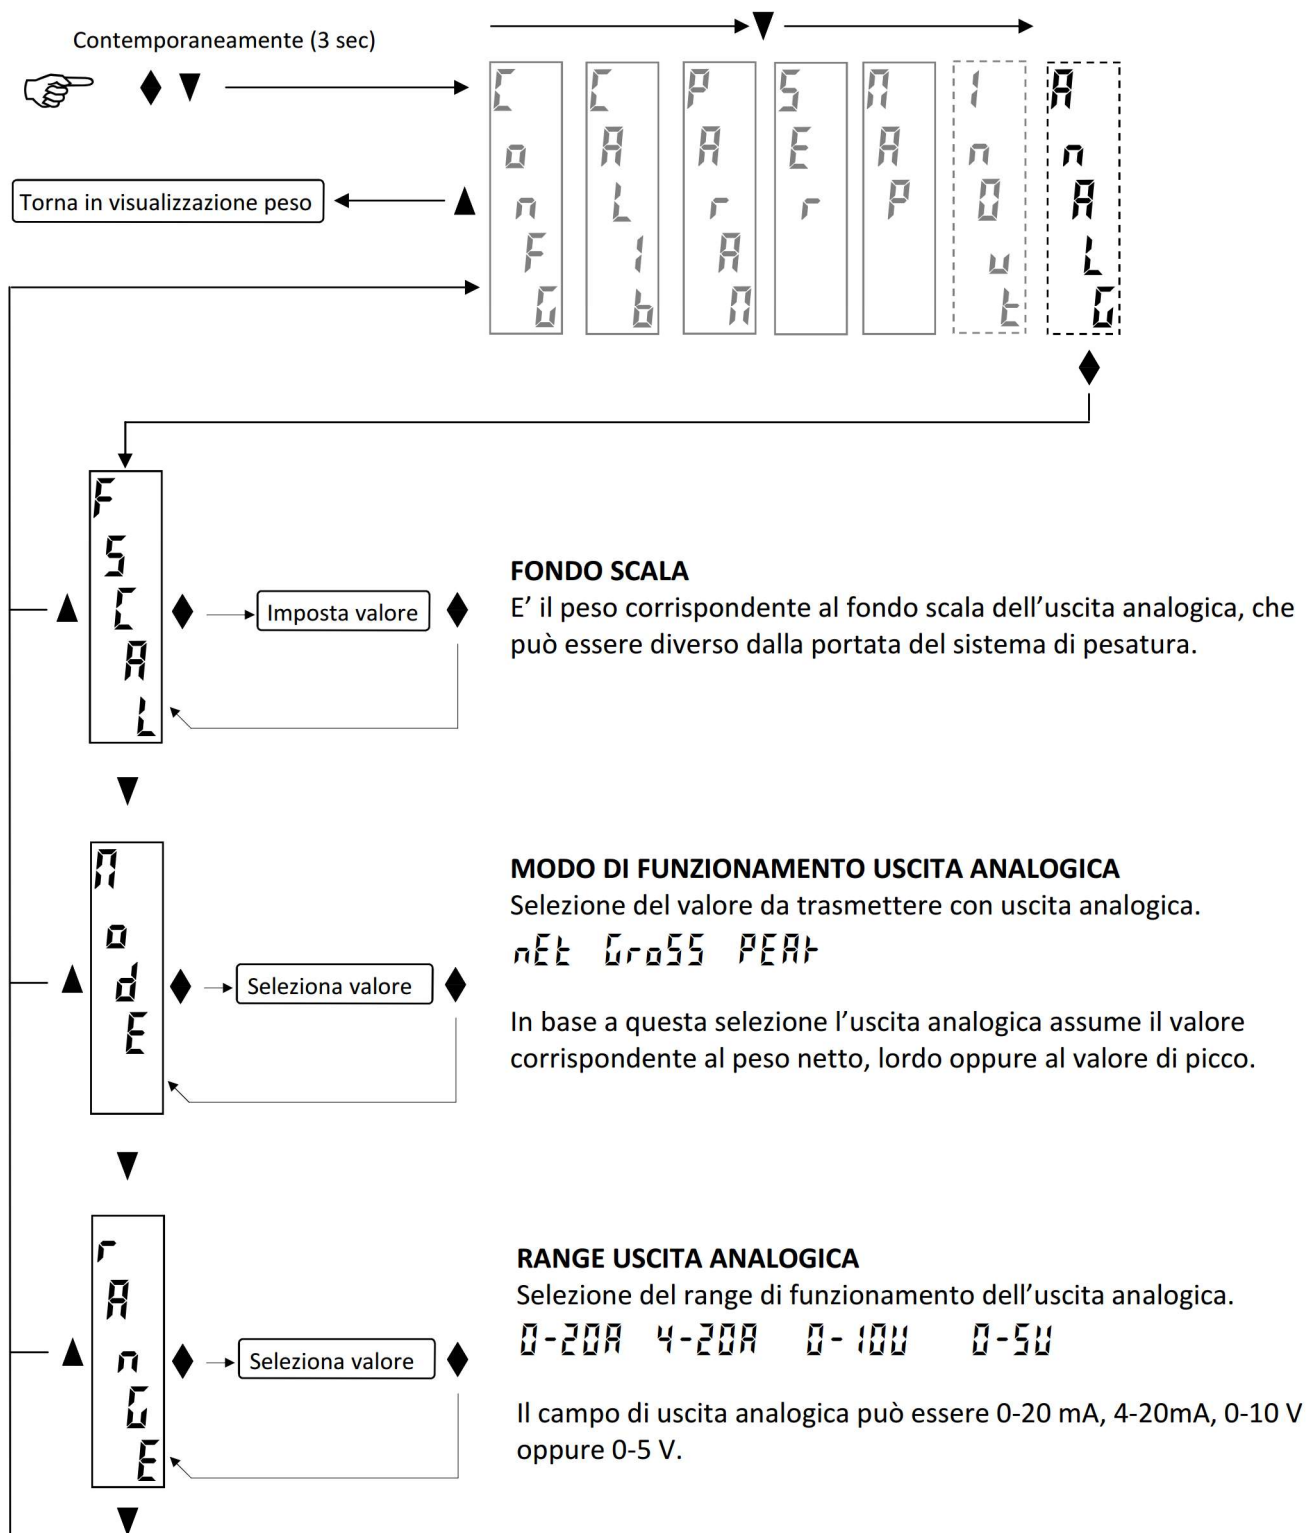 Contemporaneamente (3 sec)
ConFG CALIb PArAM SEr MAP InOut AnALG
Torna in visualizzazione peso
FSCAL
Imposta valore
FONDO SCALA
E’ il peso corrispondente al fondo scala dell’uscita analogica, che
può essere diverso dalla portata del sistema di pesatura.
ModE
Seleziona valore
MODO DI FUNZIONAMENTO USCITA ANALOGICA
Selezione del valore da trasmettere con uscita analogica.
nEt GroSS PEAk
In base a questa selezione l’uscita analogica assume il valore
corrispondente al peso netto, lordo oppure al valore di picco.
rAnGE
Seleziona valore
RANGE USCITA ANALOGICA
Selezione del range di funzionamento dell’uscita analogica.
0-20A 4-20A 0-10V 0-5V
Il campo di uscita analogica può essere 0-20 mA, 4-20mA, 0-10 V
oppure 0-5 V.